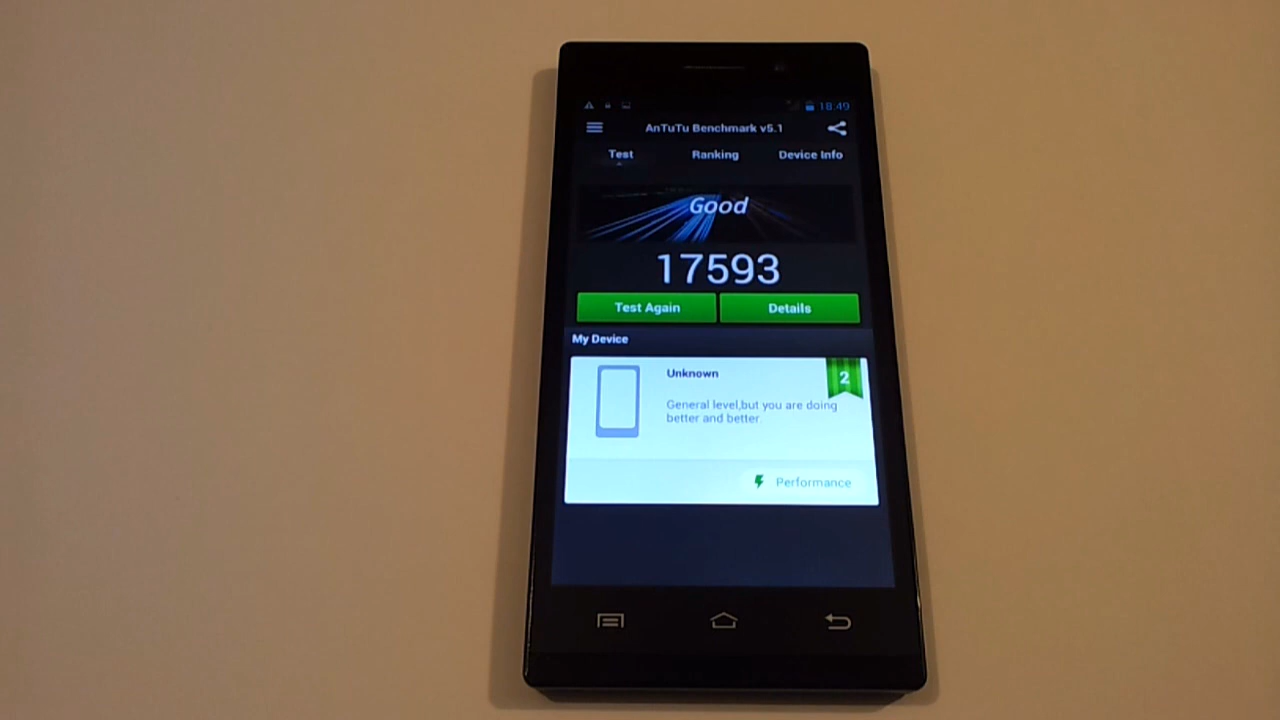 18:49
AnTuTu Benchmark v5.1
Test Ranking Device Info
Good
17593
Test Again Details
My Device
Unknown
2
General level,but you are doing
better and better.
Performance